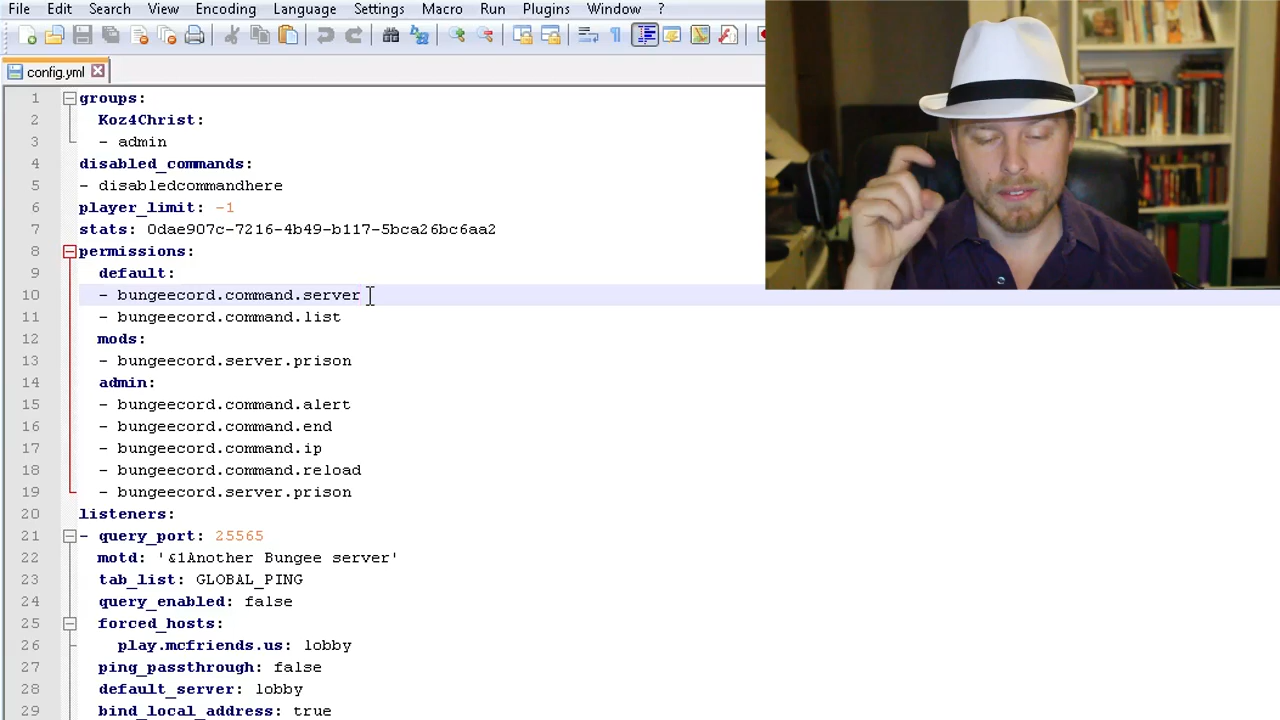 File Edit Search View Encoding Language Settings Macro Run Plugins Window ?
config.yml
1 groups:
2 Koz4Christ:
3 - admin
4 disabled_commands:
5 - disabledcommandhere
6 player_limit: -1
7 stats: 0dae907c-7216-4b49-b117-5bca26bc6aa2
8 permissions:
9 default:
10 - bungeecord.command.server
11 - bungeecord.command.list
12 mods:
13 - bungeecord.server.prison
14 admin:
15 - bungeecord.command.alert
16 - bungeecord.command.end
17 - bungeecord.command.ip
18 - bungeecord.command.reload
19 - bungeecord.server.prison
20 listeners:
21 - query_port: 25565
22 motd: '&1Another Bungee server'
23 tab_list: GLOBAL_PING
24 query_enabled: false
25 forced_hosts:
26 play.mcfriends.us: lobby
27 ping_passthrough: false
28 default_server: lobby
29 bind_local_address: true